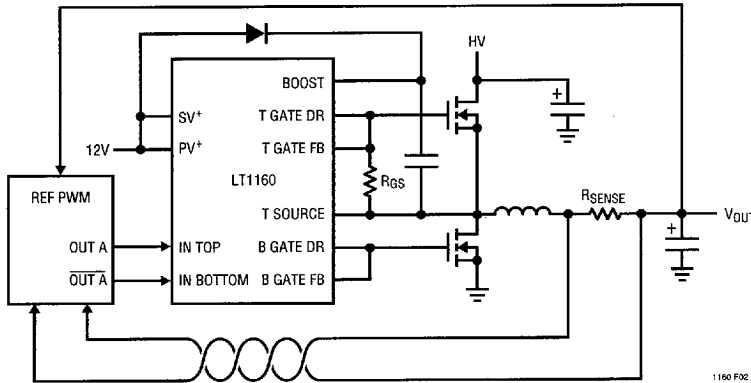 HV
BOOST
SV+
T GATE DR
12V
PV+
T GATE FB
LT1160
RGS
REF PWM
RSENSE
T SOURCE
VOUT
OUT A
IN TOP
B GATE DR
OUT A
IN BOTTOM
B GATE FB
+
+
1160 F02